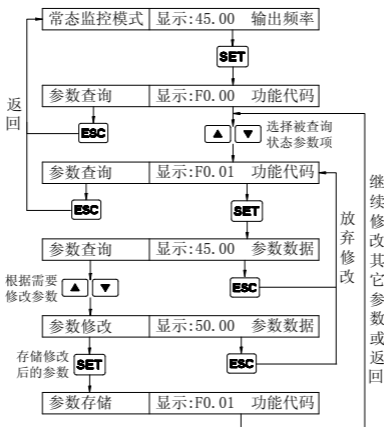 常态监控模式 显示:45.00 输出频率
SET
参数查询 显示:F0.00 功能代码
返回
ESC
▲ ▼
选择被查询
状态参数项
参数查询 显示:F0.01 功能代码
ESC
SET
参数查询 显示:45.00 参数数据
根据需要
修改参数
▲ ▼
ESC
放弃修改
继续修改其它参数或返回
参数修改 显示:50.00 参数数据
存储修改
后的参数
SET
ESC
参数存储 显示:F0.01 功能代码